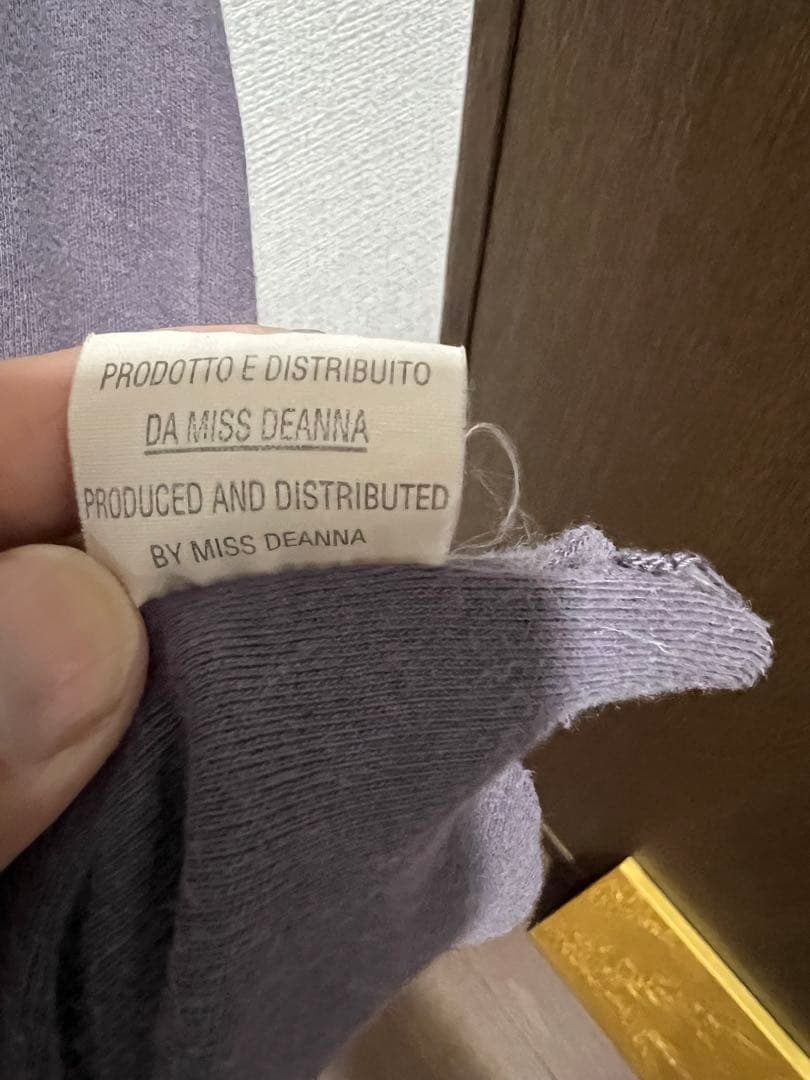 PRODOTTO E DISTRIBUITO
DA MISS DEANNA
PRODUCED AND DISTRIBUTED
BY MISS DEANNA